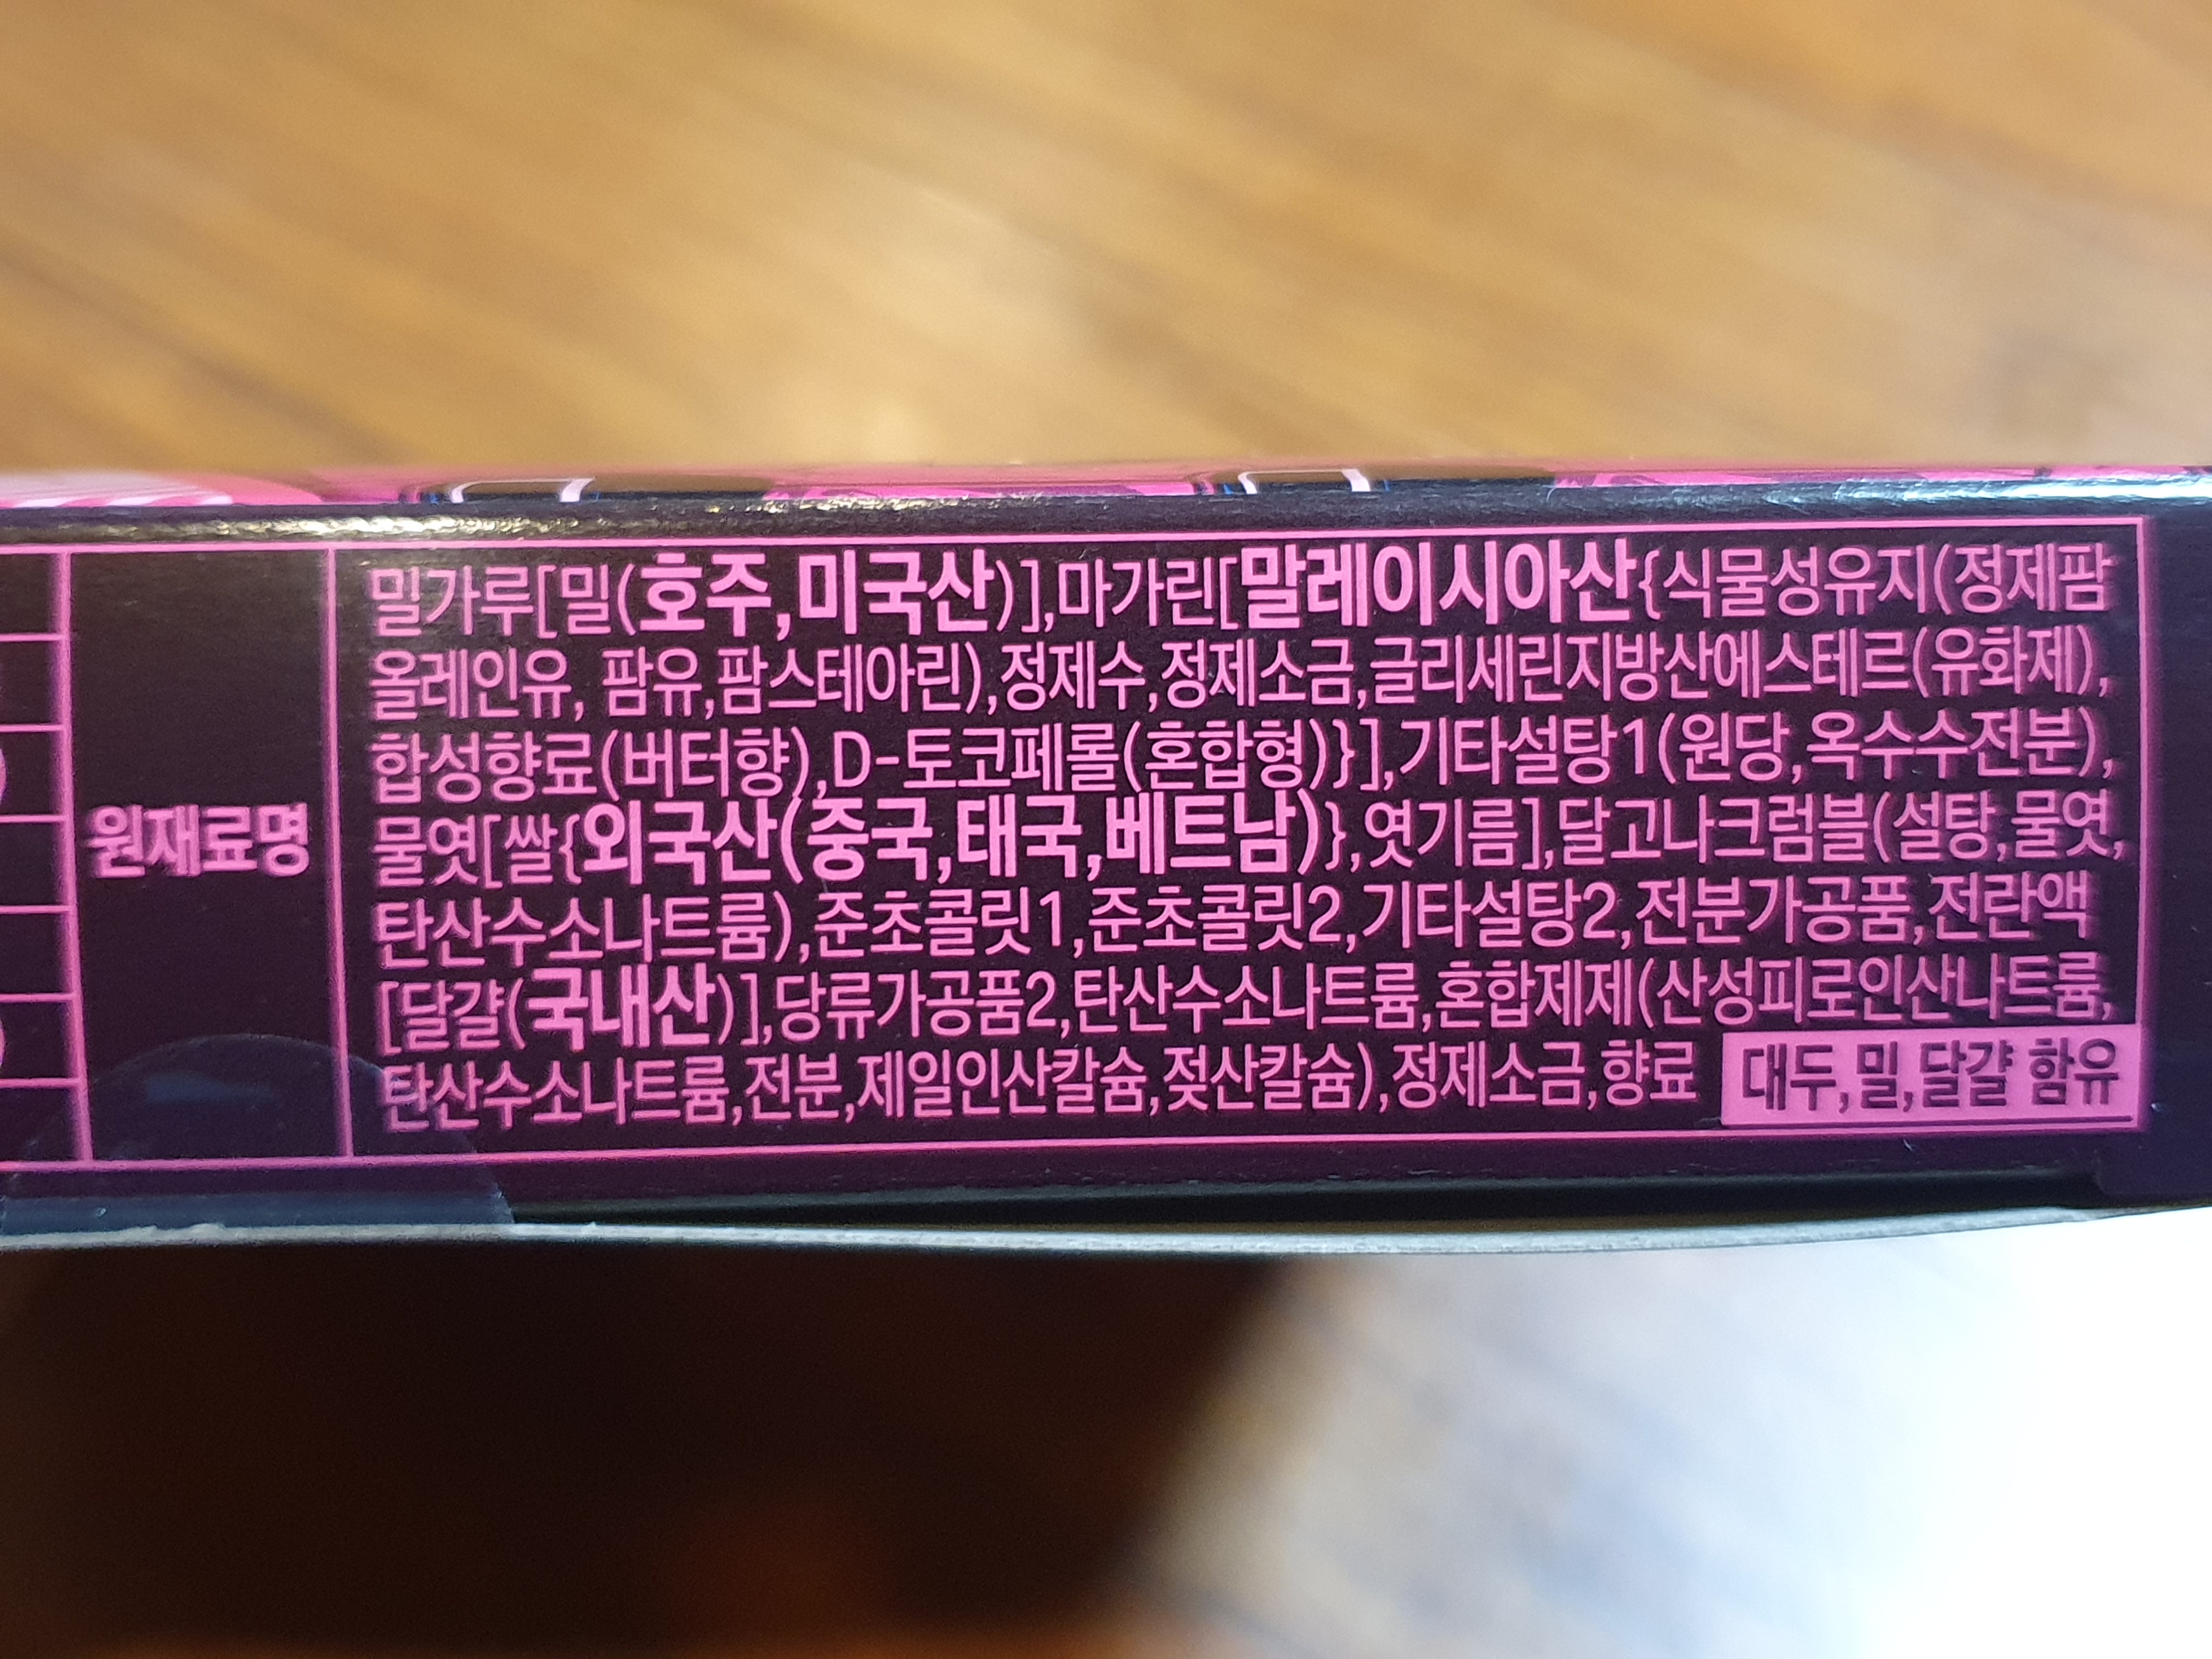 원재료명
밀가루[밀(호주,미국산)],마가린[말레이시아산{식물성유지(정제팜
올레인유, 팜유,팜스테아린),정제수,정제소금,글리세린지방산에스테르(유화제),
합성향료(버터향),D-토코페롤(혼합형)}],기타설탕1(원당,옥수수전분),
물엿[쌀{외국산(중국,태국,베트남)},엿기름],달고나크럼블(설탕,물엿,
탄산수소나트륨),준초콜릿1,준초콜릿2,기타설탕2,전분가공품,전란액
[달걀(국내산)],당류가공품2,탄산수소나트륨,혼합제제(산성피로인산나트륨,
탄산수소나트륨,전분,제일인산칼슘,젖산칼슘),정제소금,향료 대두,밀,달걀 함유